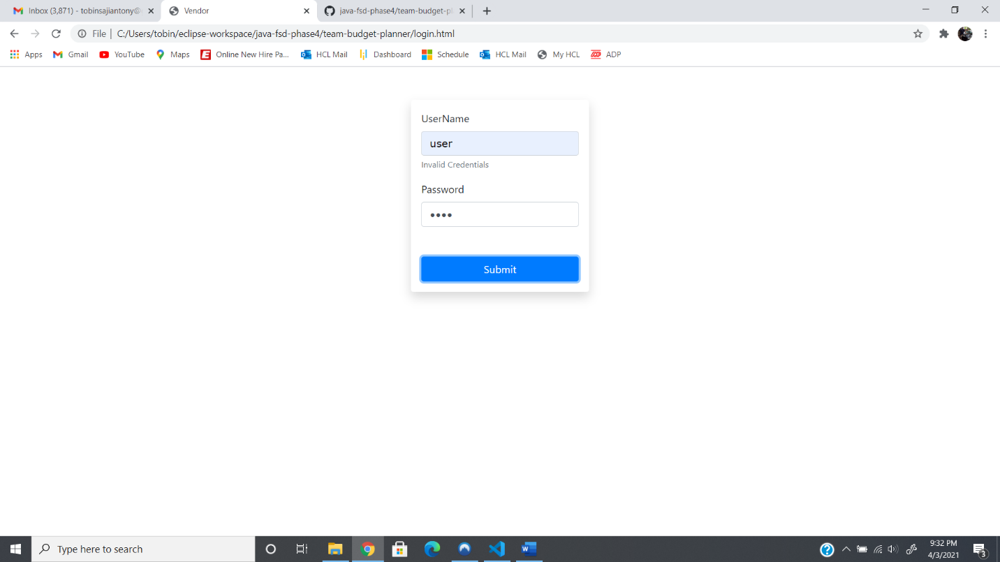 Inbox (3,871) - tobinsajiantony@
Vendor
java-fsd-phase4/team-budget-pl
File | C:/Users/tobin/eclipse-workspace/java-fsd-phase4/team-budget-planner/login.html
Apps Gmail YouTube Maps Online New Hire Pa... HCL Mail Dashboard Schedule HCL Mail My HCL ADP
UserName
user
Invalid Credentials
Password
Submit
Type here to search
9:32 PM
4/3/2021
3